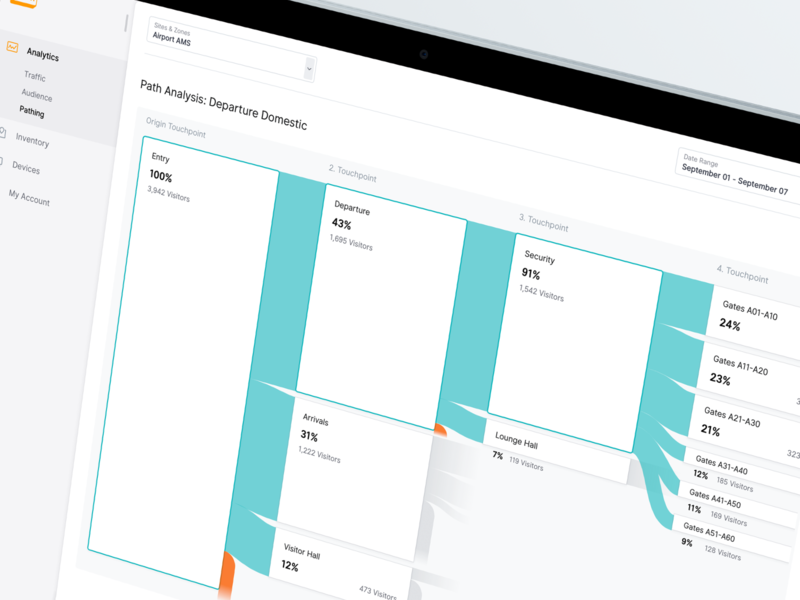 Analytics
Traffic
Audience
Pathing
Inventory
Devices
My Account
Sites & Zones
Airport AMS
Path Analysis: Departure Domestic
Date Range
September 01 - September 07
Origin Touchpoint
Entry
100%
3,942 Visitors
2. Touchpoint
Departure
43%
1,695 Visitors
Arrivals
31%
1,222 Visitors
Visitor Hall
12%
473 Visitors
3. Touchpoint
Security
91%
1,542 Visitors
Lounge Hall
7% 119 Visitors
4. Touchpoint
Gates A01-A10
24%
Gates A11-A20
23%
Gates A21-A30
21%
323
Gates A31-A40
12% 185 Visitors
Gates A41-A50
11% 169 Visitors
Gates A51-A60
9% 128 Visitors